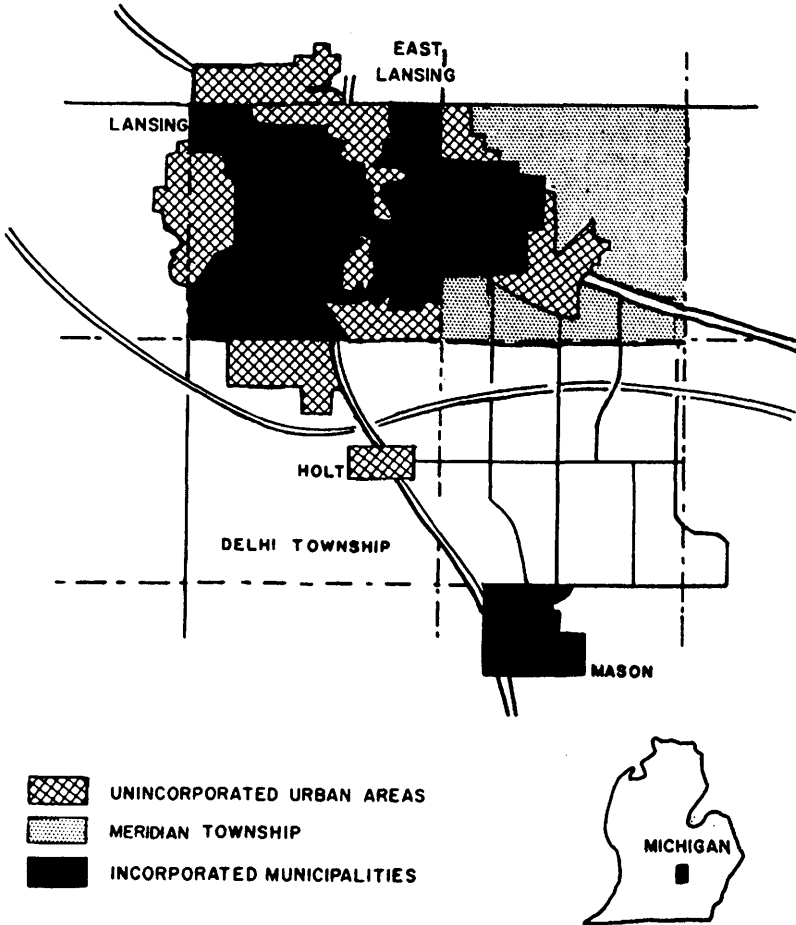 EAST
LANSING
LANSING
HOLT
DELHI TOWNSHIP
MASON
UNINCORPORATED URBAN AREAS
MERIDIAN TOWNSHIP
INCORPORATED MUNICIPALITIES
MICHIGAN